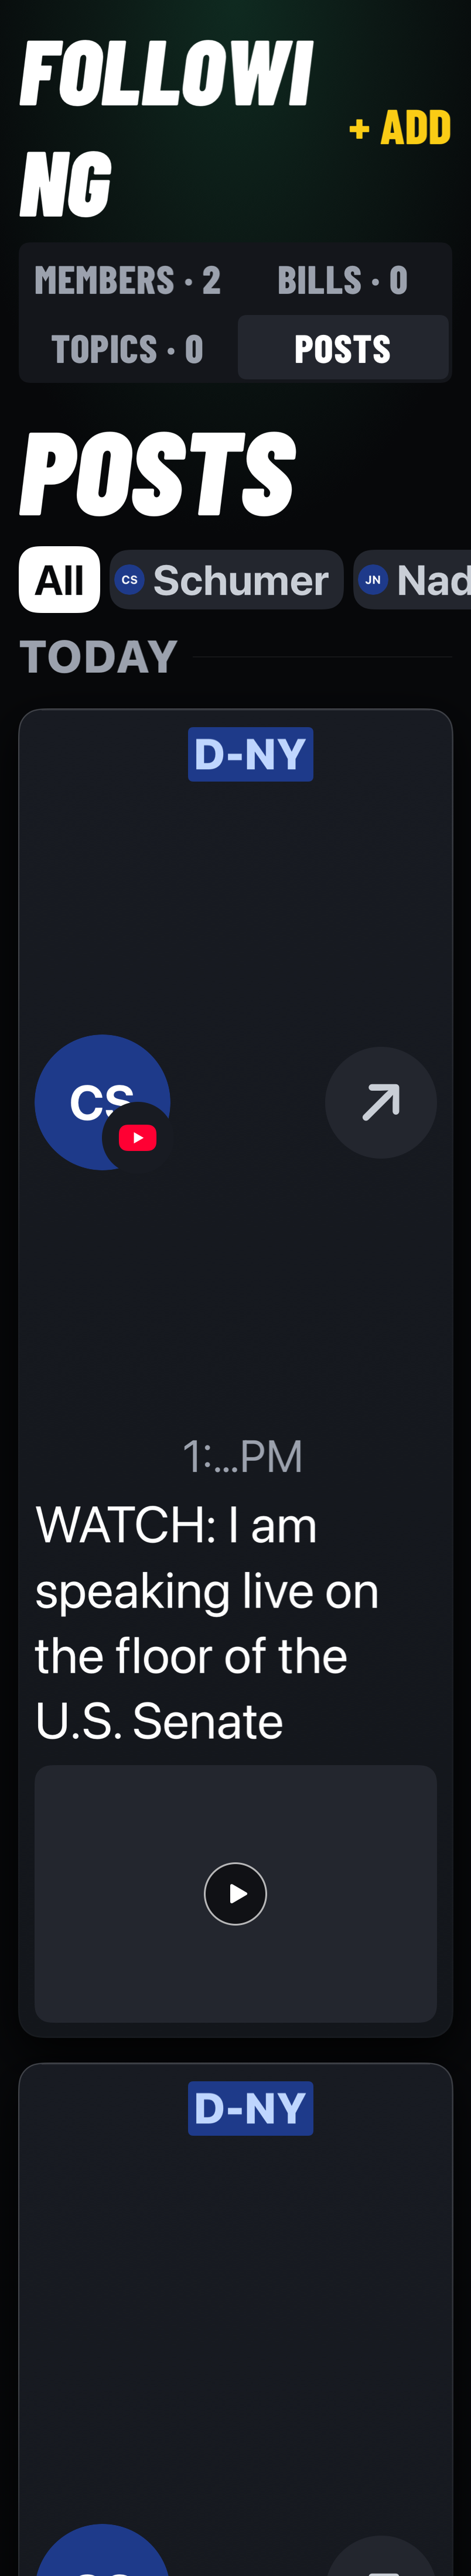 FOLLOWI
NG
+ ADD
MEMBERS · 2
BILLS · 0
TOPICS · 0
POSTS
POSTS
All
CS
Schumer
JN
Nad
TODAY
D-NY
CS
1:...PM
WATCH: I am
speaking live on
the floor of the
U.S. Senate
D-NY